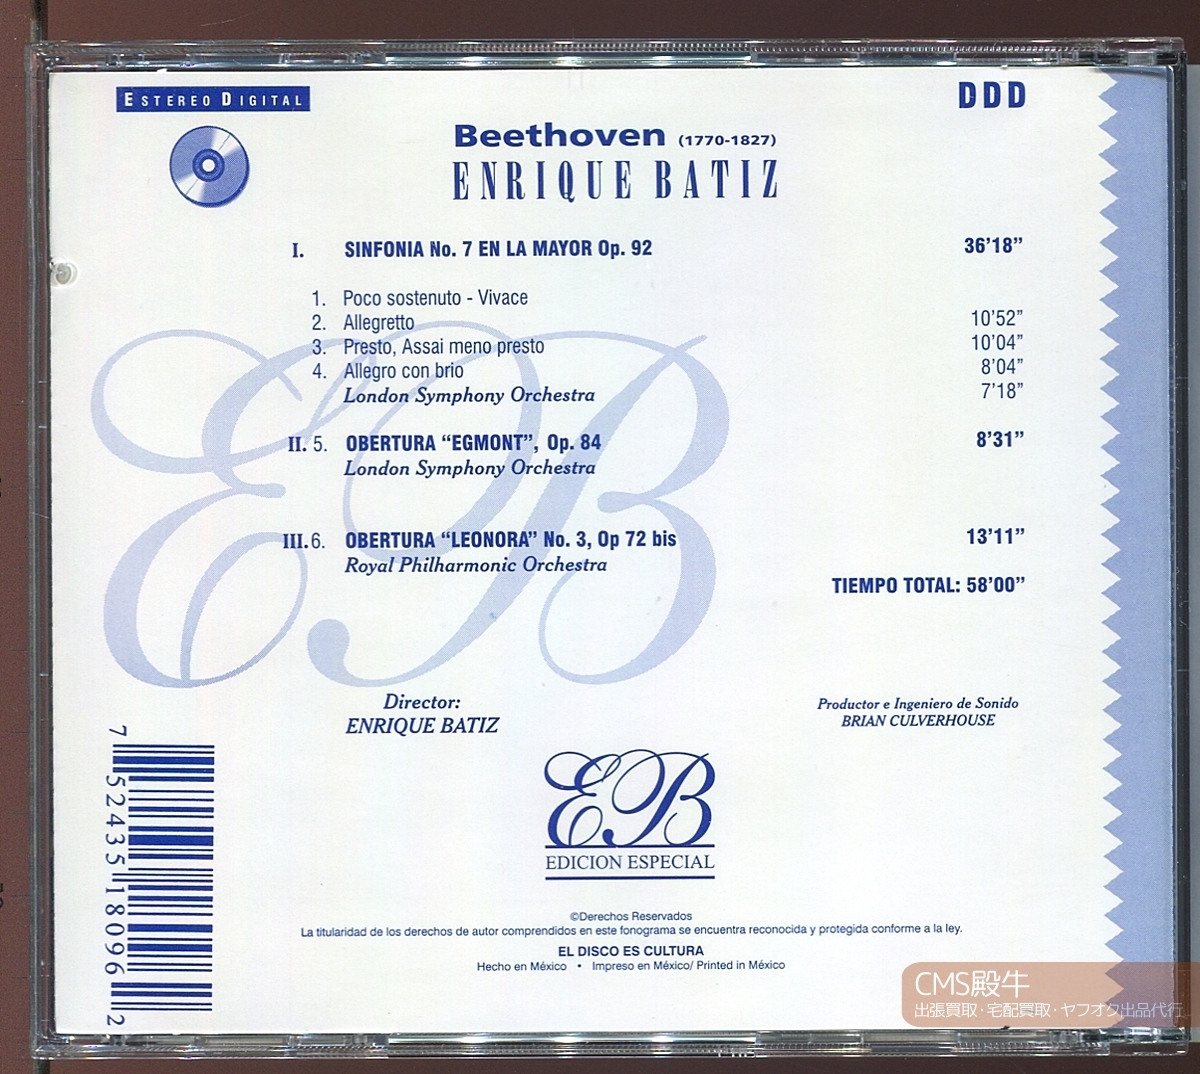 ESTEREO DIGITAL
DDD
Beethoven (1770-1827)
ENRIQUE BATIZ
I. SINFONIA No. 7 EN LA MAYOR Op. 92 36'18"
1. Poco sostenuto - Vivace
2. Allegretto 10'52"
3. Presto, Assai meno presto 10'04"
4. Allegro con brio 8'04"
London Symphony Orchestra 7'18"
II. 5. OBERTURA "EGMONT", Op. 84 8'31"
London Symphony Orchestra
III. 6. OBERTURA "LEONORA" No. 3, Op 72 bis 13'11"
Royal Philharmonic Orchestra
TIEMPO TOTAL: 58'00"
EB
Director:
ENRIQUE BATIZ
Productor e Ingeniero de Sonido
BRIAN CULVERHOUSE
EB
EDICION ESPECIAL
7 52435 18096 2
©Derechos Reservados
La titularidad de los derechos de autor comprendidos en este fonograma se encuentra reconocida y protegida conforme a la ley.
EL DISCO ES CULTURA
Hecho en México • Impreso en México/ Printed in México
CMS殿牛
出張買取・宅配買取・ヤフオク出品代行